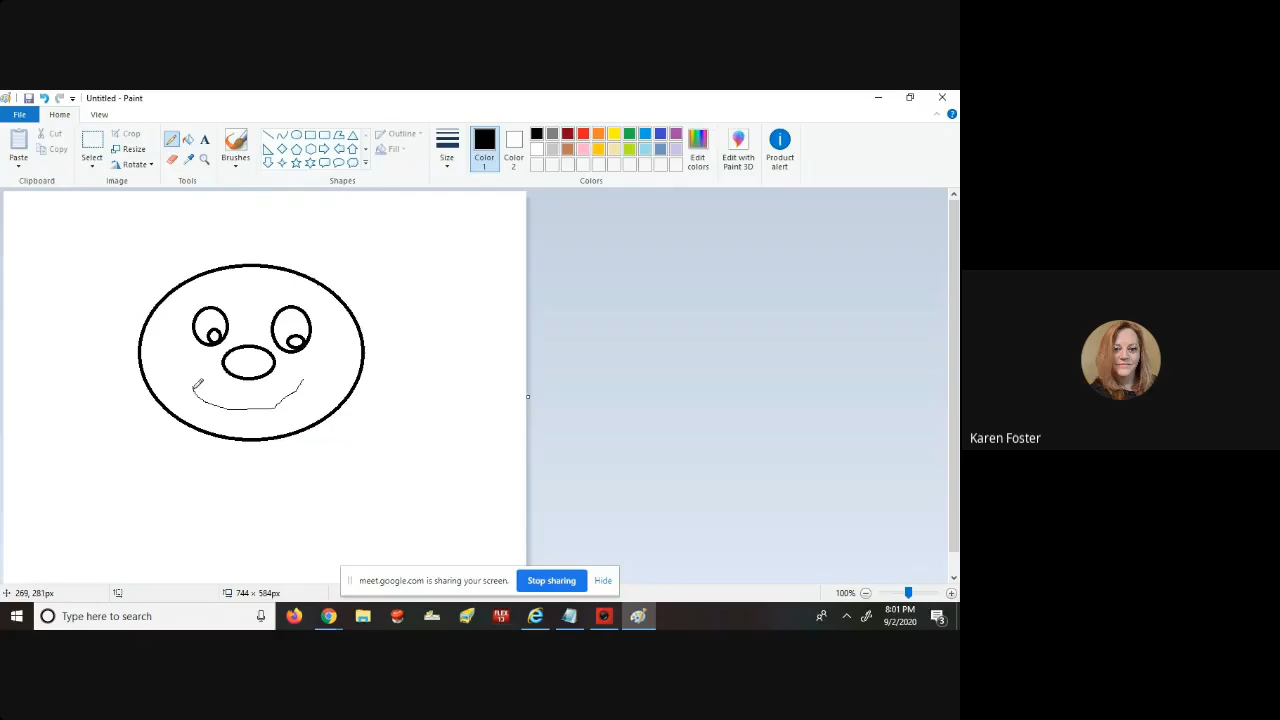 Untitled - Paint
File Home View
Paste
Cut
Copy
Clipboard
Select
Crop
Resize
Rotate
Image
A
Tools
Brushes
Shapes
Outline
Fill
Size
Color 1
Color 2
Edit colors
Colors
Edit with Paint 3D
Product alert
Karen Foster
meet.google.com is sharing your screen.
Stop sharing
Hide
269, 281px
744 × 584px
100%
Type here to search
FLEX 13
8:01 PM
9/2/2020
3